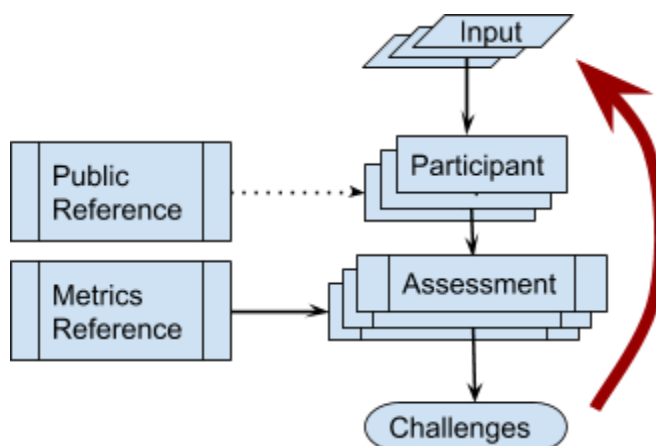 Input
Public
Reference
Participant
Metrics
Reference
Assessment
Challenges